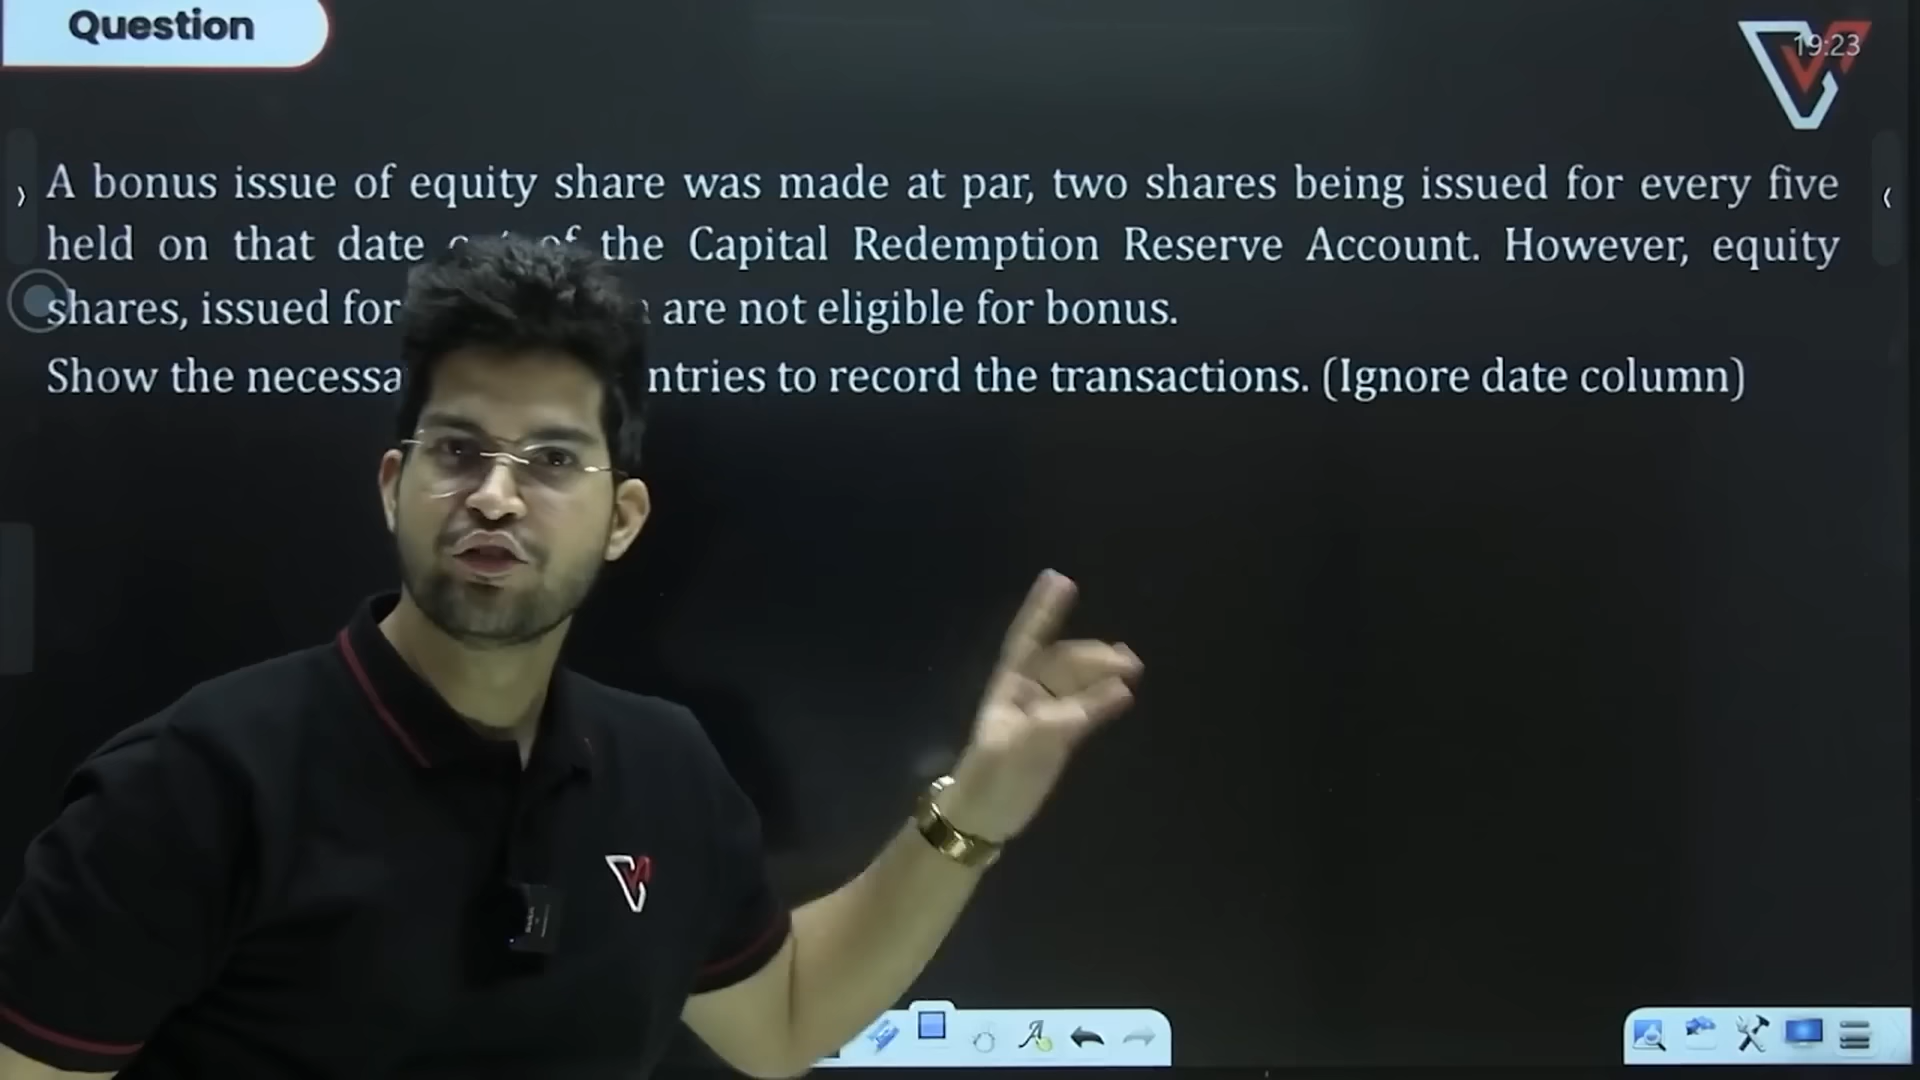 Question
19:23
A bonus issue of equity share was made at par, two shares being issued for every five
held on that date the Capital Redemption Reserve Account. However, equity
shares, issued for are not eligible for bonus.
Show the to record the transactions. (Ignore date column)